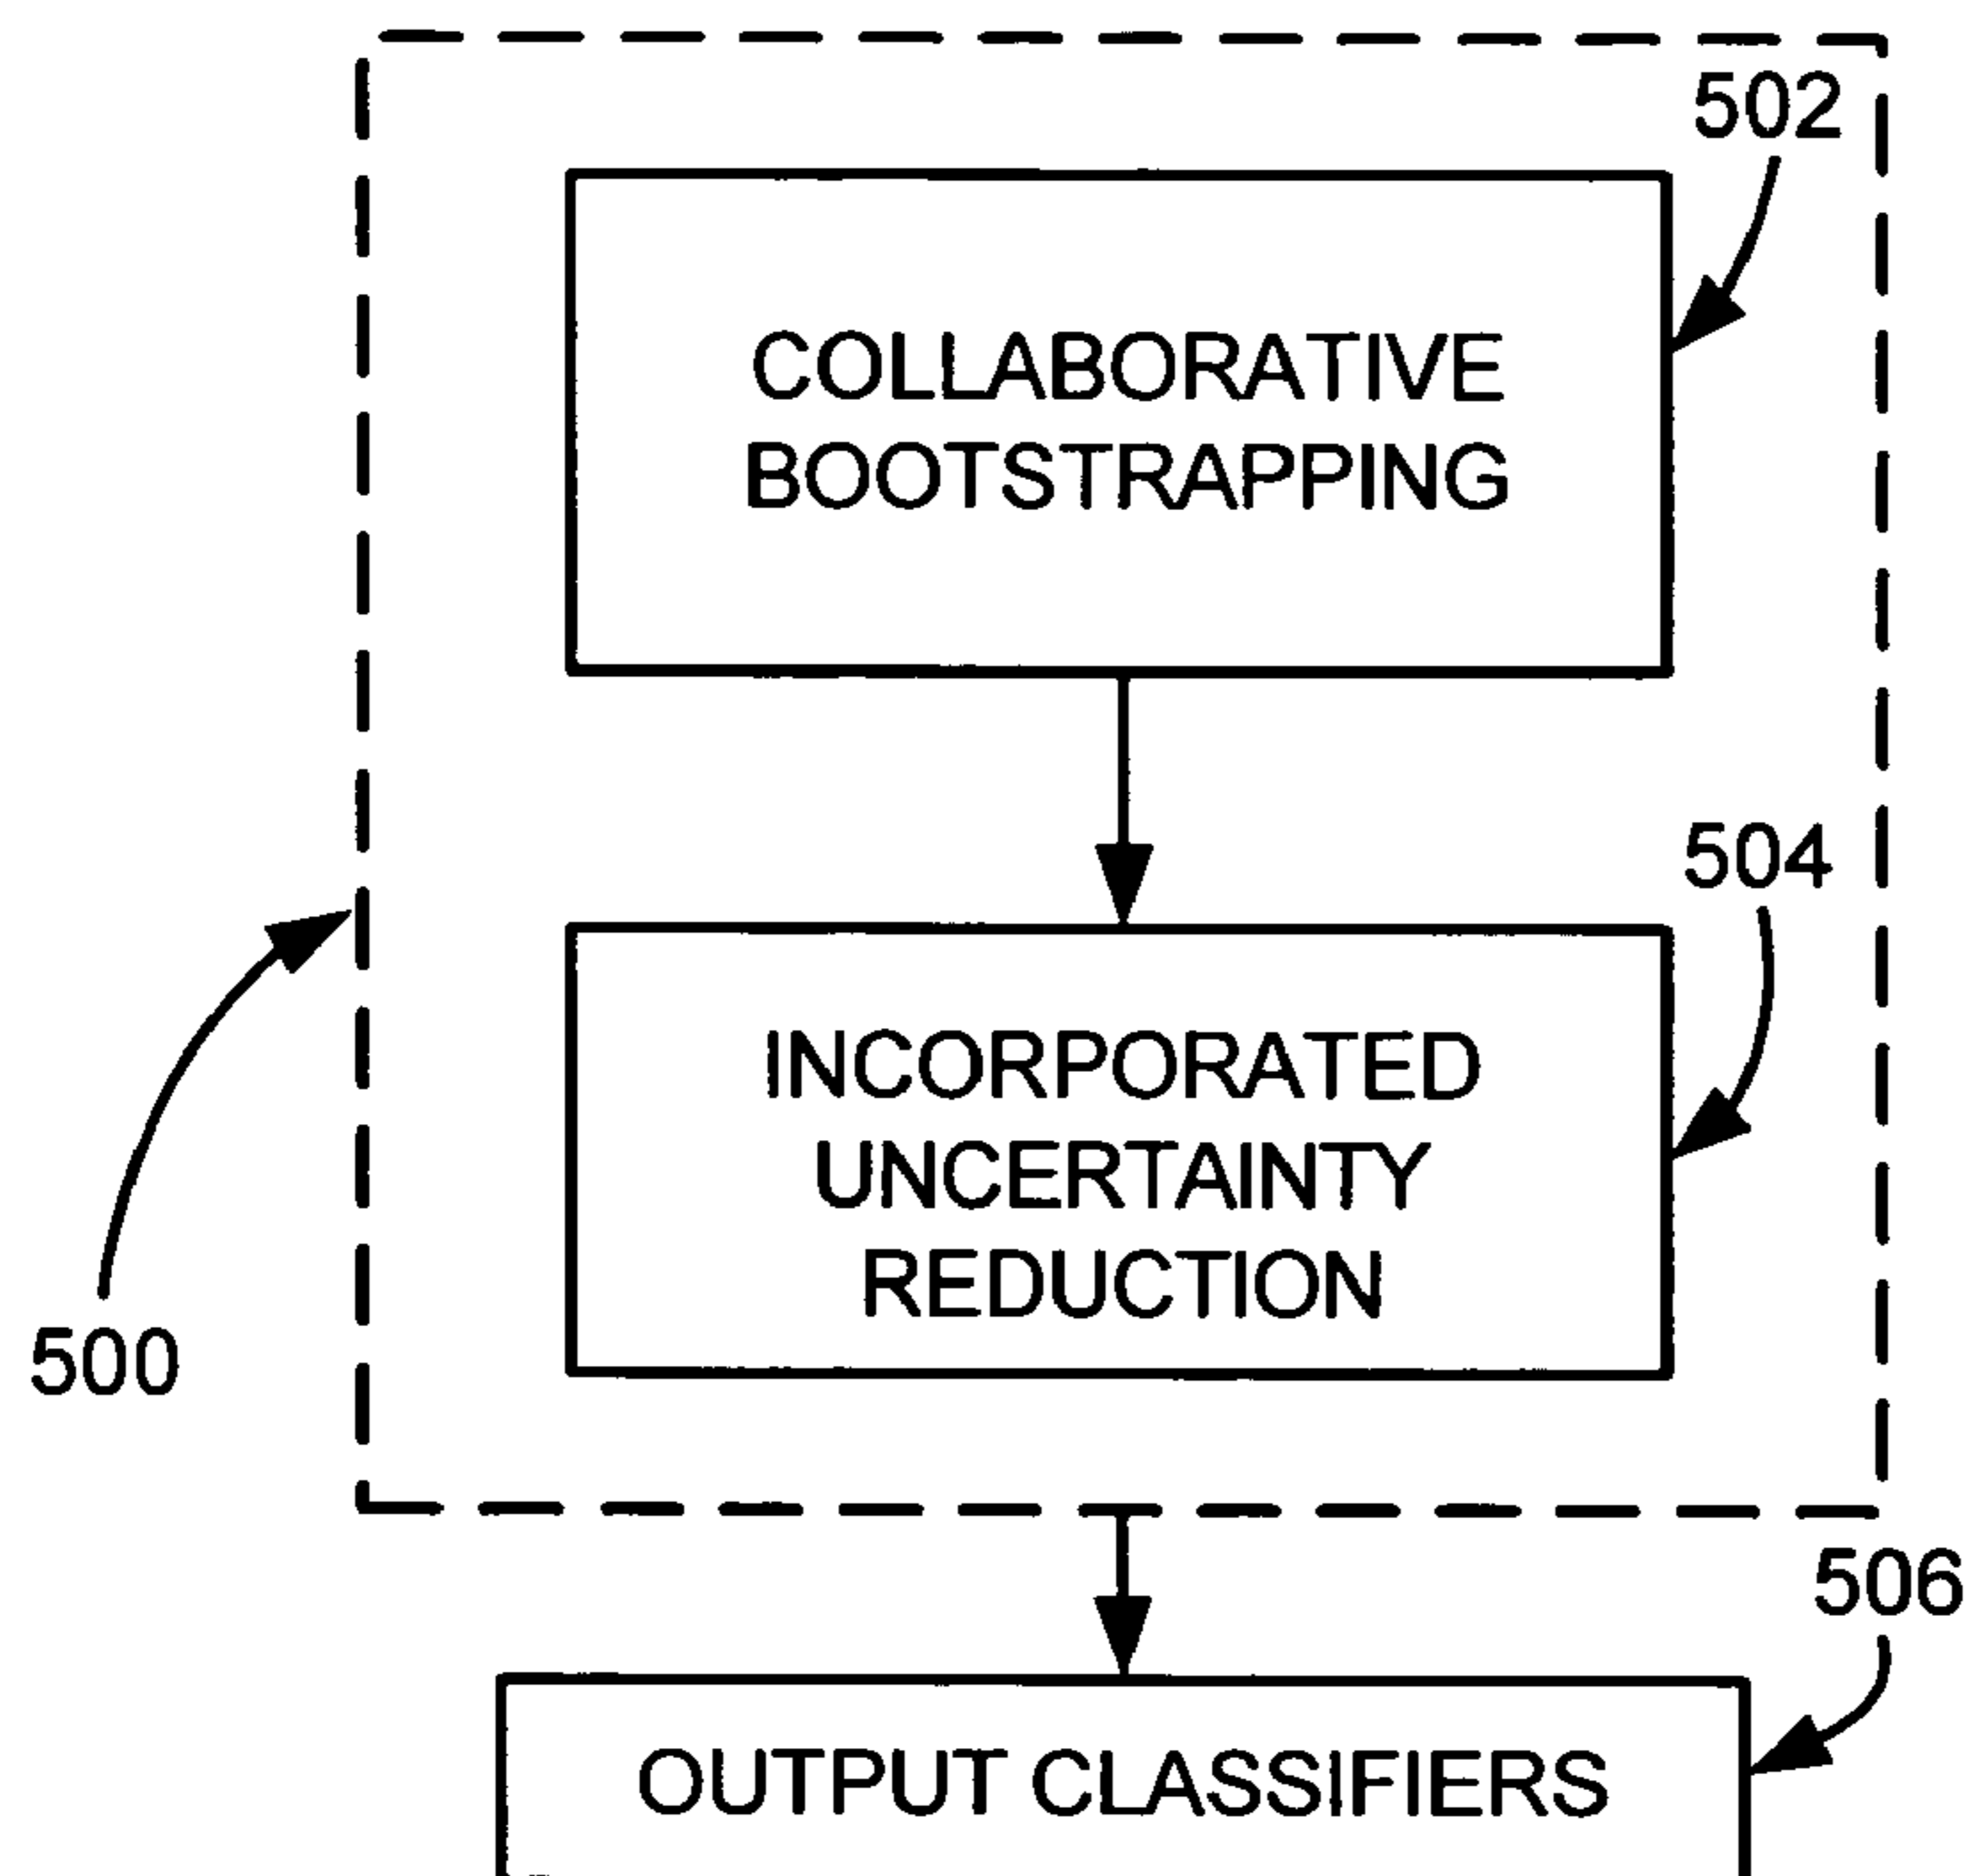 502
COLLABORATIVE
BOOTSTRAPPING
504
INCORPORATED
UNCERTAINTY
REDUCTION
500
506
OUTPUT CLASSIFIERS